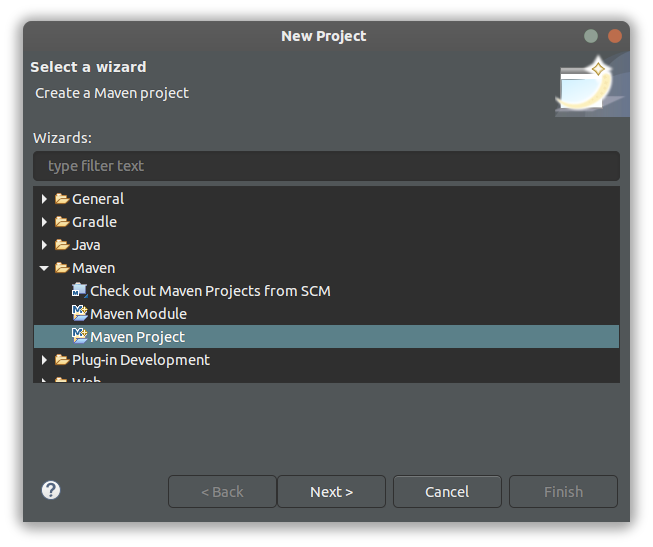 New Project
Select a wizard
Create a Maven project
Wizards:
type filter text
General
Gradle
Java
Maven
Check out Maven Projects from SCM
Maven Module
Maven Project
Plug-in Development
Web
< Back
Next >
Cancel
Finish